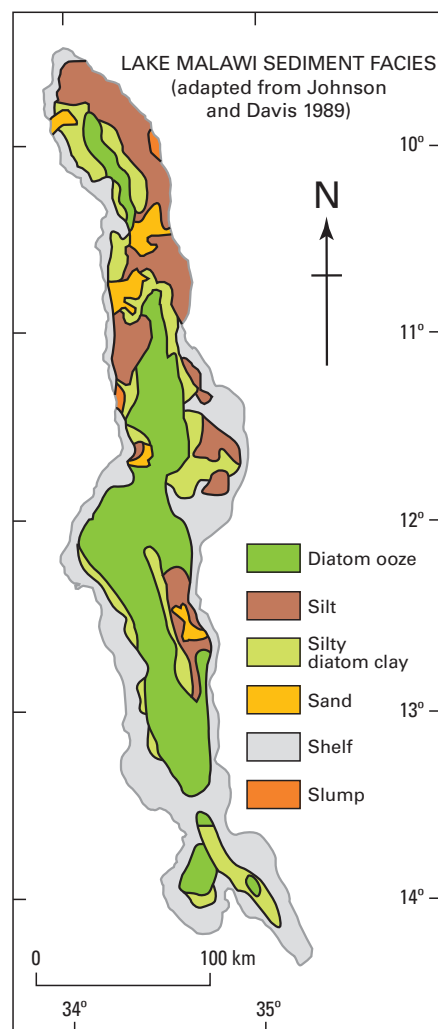 LAKE MALAWI SEDIMENT FACIES
(adapted from Johnson
and Davis 1989)
10º
N
11º
12º
Diatom ooze
Silt
Silty
diatom clay
Sand
13º
Shelf
Slump
14º
0 100 km
34º 35º